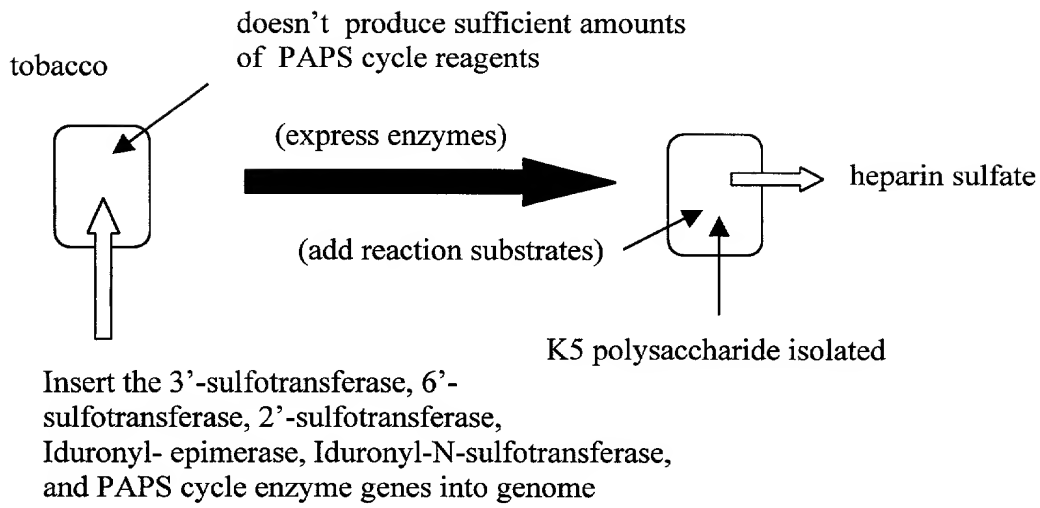 doesn't produce sufficient amounts
of PAPS cycle reagents
tobacco
(express enzymes)
heparin sulfate
(add reaction substrates)
K5 polysaccharide isolated
Insert the 3'-sulfotransferase, 6'-
sulfotransferase, 2'-sulfotransferase,
Iduronyl- epimerase, Iduronyl-N-sulfotransferase,
and PAPS cycle enzyme genes into genome